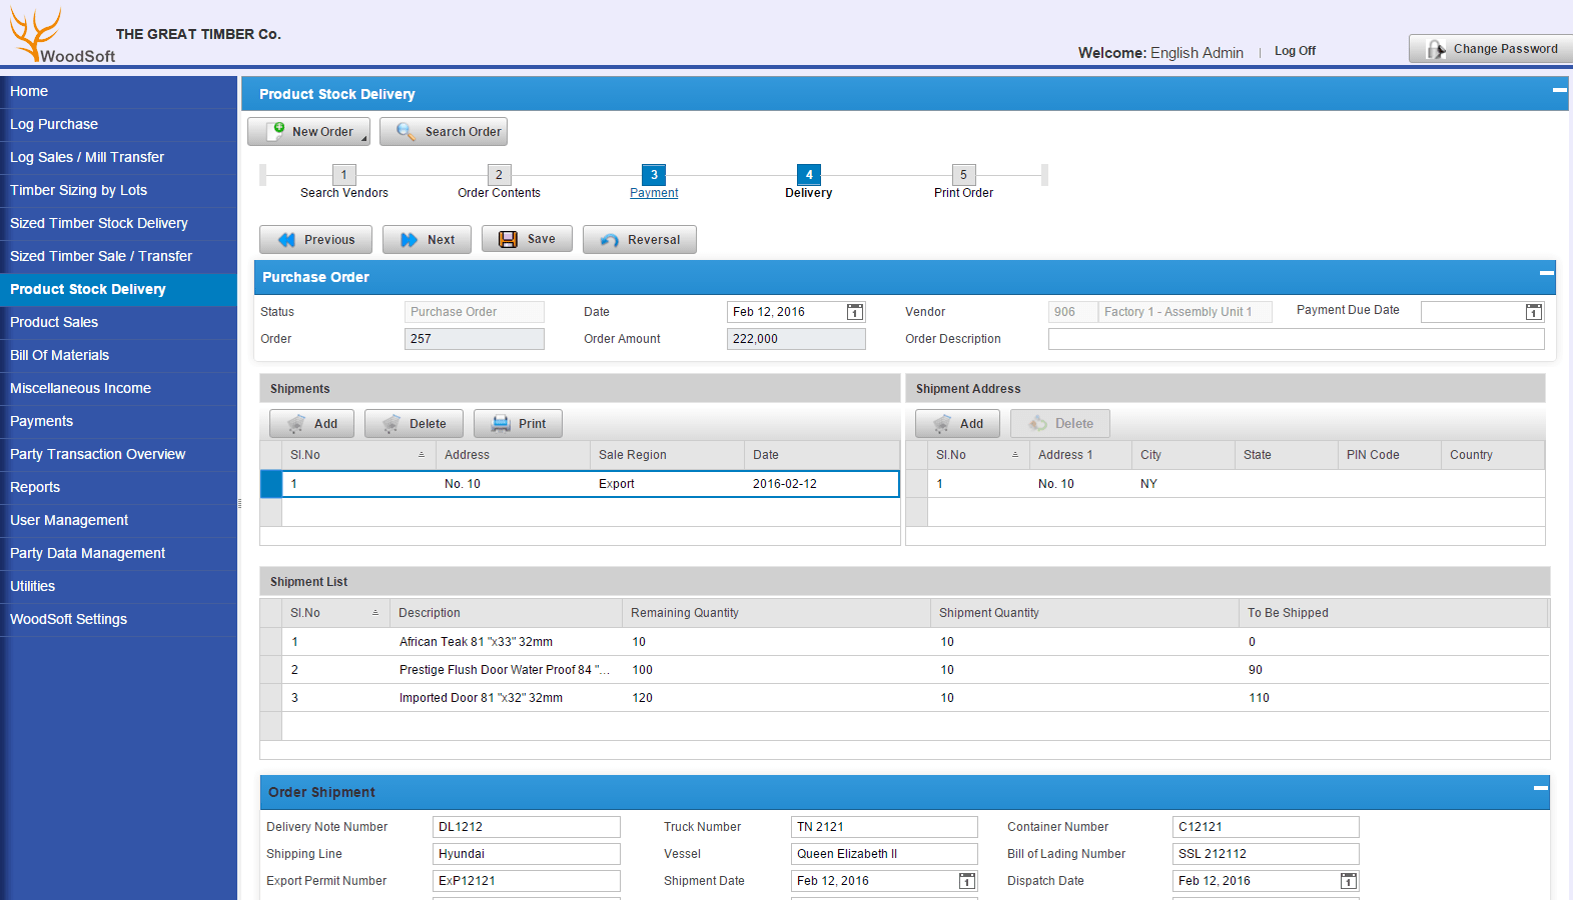 THE GREAT TIMBER Co.
WoodSoft
Welcome: English Admin | Log Off
Change Password
Home
Log Purchase
Log Sales / Mill Transfer
Timber Sizing by Lots
Sized Timber Stock Delivery
Sized Timber Sale / Transfer
Product Stock Delivery
Product Sales
Bill Of Materials
Miscellaneous Income
Payments
Party Transaction Overview
Reports
User Management
Party Data Management
Utilities
WoodSoft Settings
Product Stock Delivery
New Order Search Order
1 2 3 4 5
Search Vendors Order Contents Payment Delivery Print Order
Previous Next Save Reversal
Purchase Order
Status Purchase Order Date Feb 12, 2016 Vendor 906 Factory 1 - Assembly Unit 1 Payment Due Date
Order 257 Order Amount 222,000 Order Description
Shipments
Add Delete Print
Sl.No Address Sale Region Date
1 No. 10 Export 2016-02-12
Shipment Address
Add Delete
Sl.No Address 1 City State PIN Code Country
1 No. 10 NY
Shipment List
Sl.No Description Remaining Quantity Shipment Quantity To Be Shipped
1 African Teak 81 "x33" 32mm 10 10 0
2 Prestige Flush Door Water Proof 84 "... 100 10 90
3 Imported Door 81 "x32" 32mm 120 10 110
Order Shipment
Delivery Note Number DL1212 Truck Number TN 2121 Container Number C12121
Shipping Line Hyundai Vessel Queen Elizabeth II Bill of Lading Number SSL 212112
Export Permit Number ExP12121 Shipment Date Feb 12, 2016 Dispatch Date Feb 12, 2016